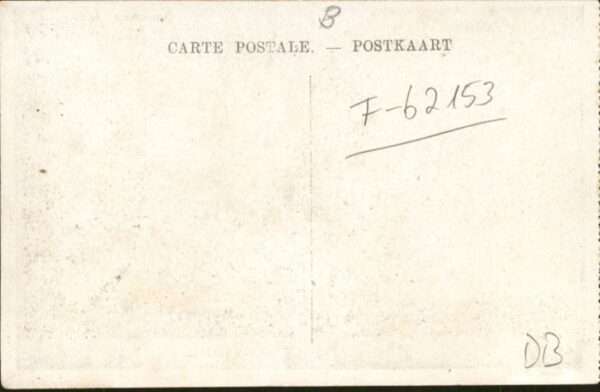 B
CARTE POSTALE. — POSTKAART
F-62153
DB